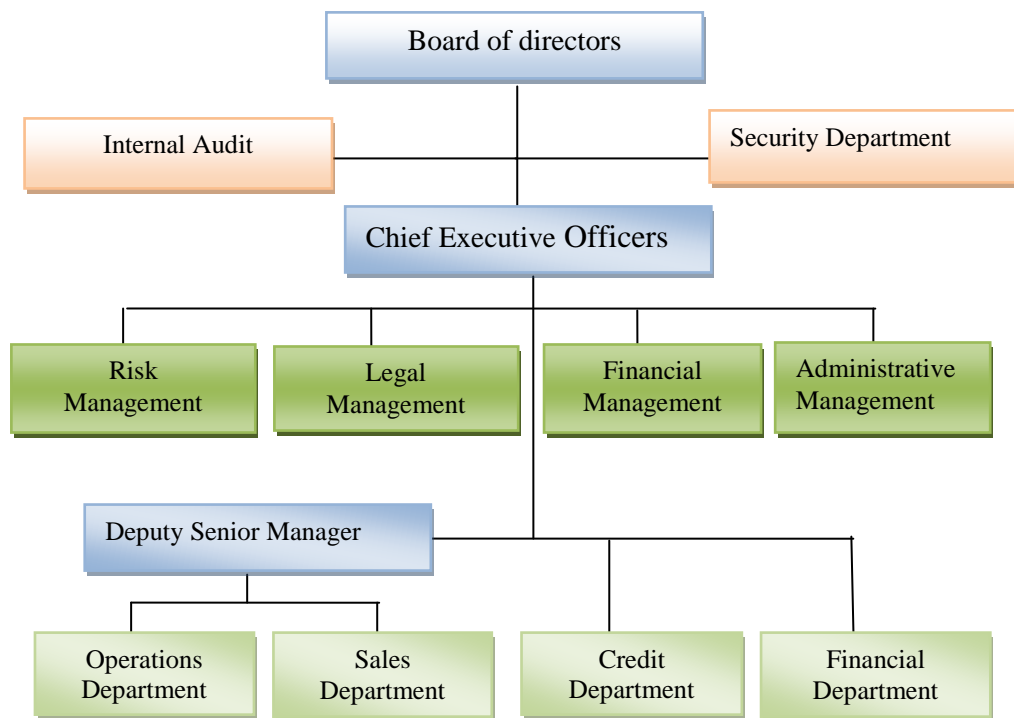 Board of directors
Internal Audit
Security Department
Chief Executive Officers
Risk
Management
Legal
Management
Financial
Management
Administrative
Management
Deputy Senior Manager
Operations
Department
Sales
Department
Credit
Department
Financial
Department